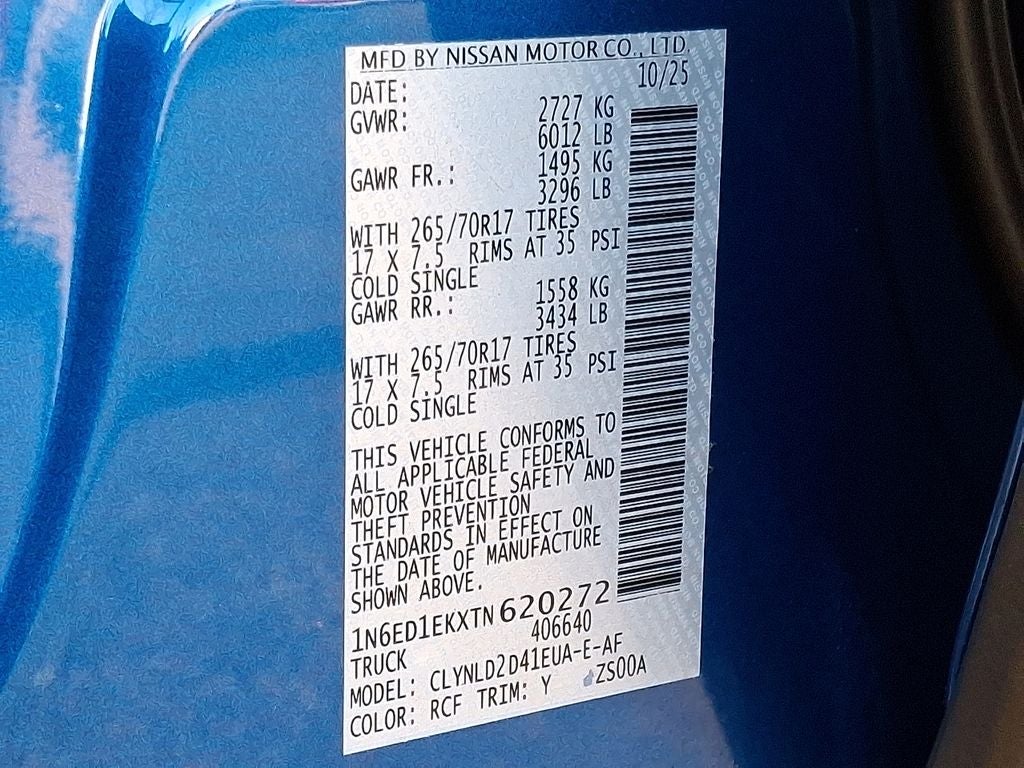 MFD BY NISSAN MOTOR CO., LTD.
DATE: 10/25
GVWR: 2727 KG
6012 LB
GAWR FR.: 1495 KG
3296 LB
WITH 265/70R17 TIRES
17 X 7.5 RIMS AT 35 PSI
COLD SINGLE
GAWR RR.: 1558 KG
3434 LB
WITH 265/70R17 TIRES
17 X 7.5 RIMS AT 35 PSI
COLD SINGLE
THIS VEHICLE CONFORMS TO
ALL APPLICABLE FEDERAL
MOTOR VEHICLE SAFETY AND
THEFT PREVENTION
STANDARDS IN EFFECT ON
THE DATE OF MANUFACTURE
SHOWN ABOVE.
1N6ED1EKXTN620272
TRUCK 406640
MODEL: CLYNLD2D41EUA-E-AF
COLOR: RCF TRIM: Y ZS00A